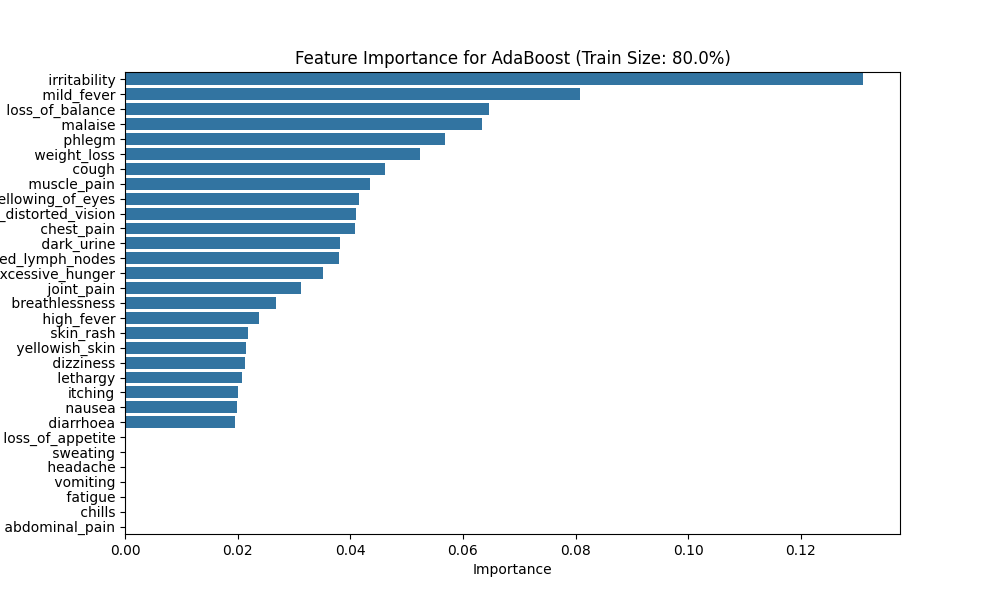 Feature Importance for AdaBoost (Train Size: 80.0%)
irritability
mild_fever
loss_of_balance
malaise
phlegm
weight_loss
cough
muscle_pain
ellowing_of_eyes
_distorted_vision
chest_pain
dark_urine
ed_lymph_nodes
xcessive_hunger
joint_pain
breathlessness
high_fever
skin_rash
yellowish_skin
dizziness
lethargy
itching
nausea
diarrhoea
loss_of_appetite
sweating
headache
vomiting
fatigue
chills
abdominal_pain
0.00 0.02 0.04 0.06 0.08 0.10 0.12
Importance